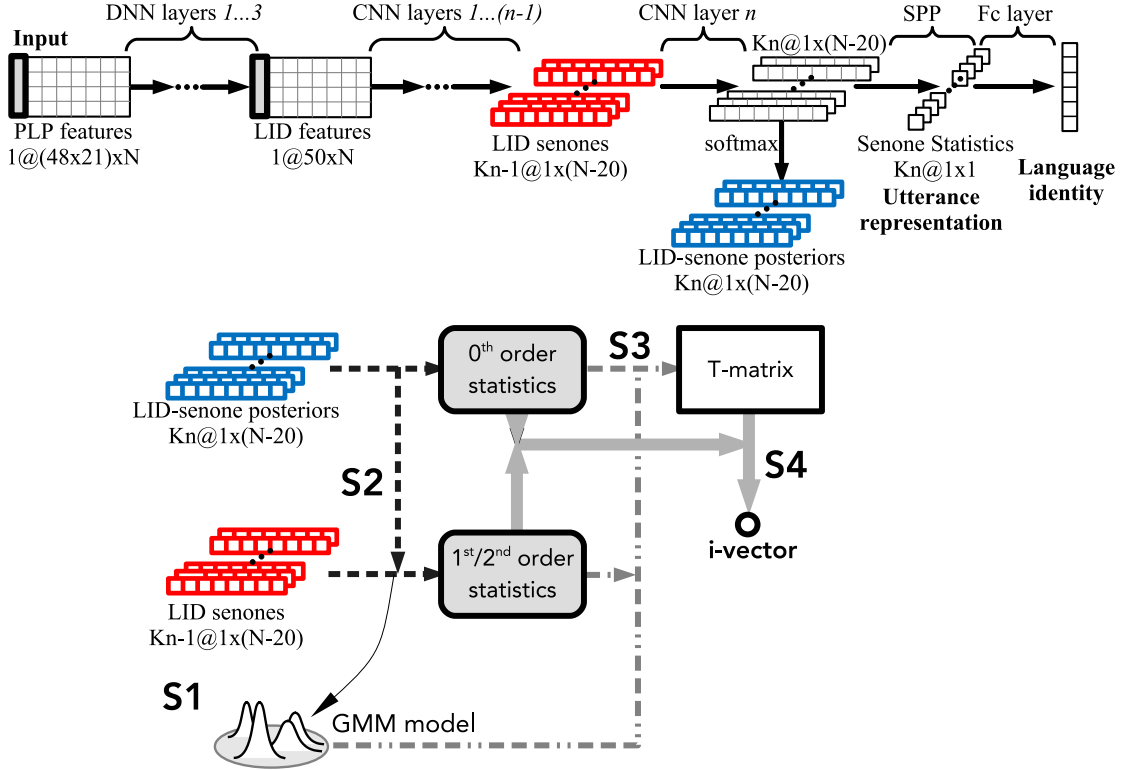 DNN layers 1...3
CNN layers 1...(n-1)
CNN layer n
SPP
Fc layer
Input
Kn@1x(N-20)
PLP features
1@(48x21)xN
LID features
1@50xN
LID senones
Kn-1@1x(N-20)
softmax
Senone Statistics
Kn@1x1
Utterance
representation
Language
identity
LID-senone posteriors
Kn@1x(N-20)
0th order
statistics
S3
T-matrix
LID-senone posteriors
Kn@1x(N-20)
S2
S4
i-vector
1st/2nd order
statistics
LID senones
Kn-1@1x(N-20)
S1
GMM model